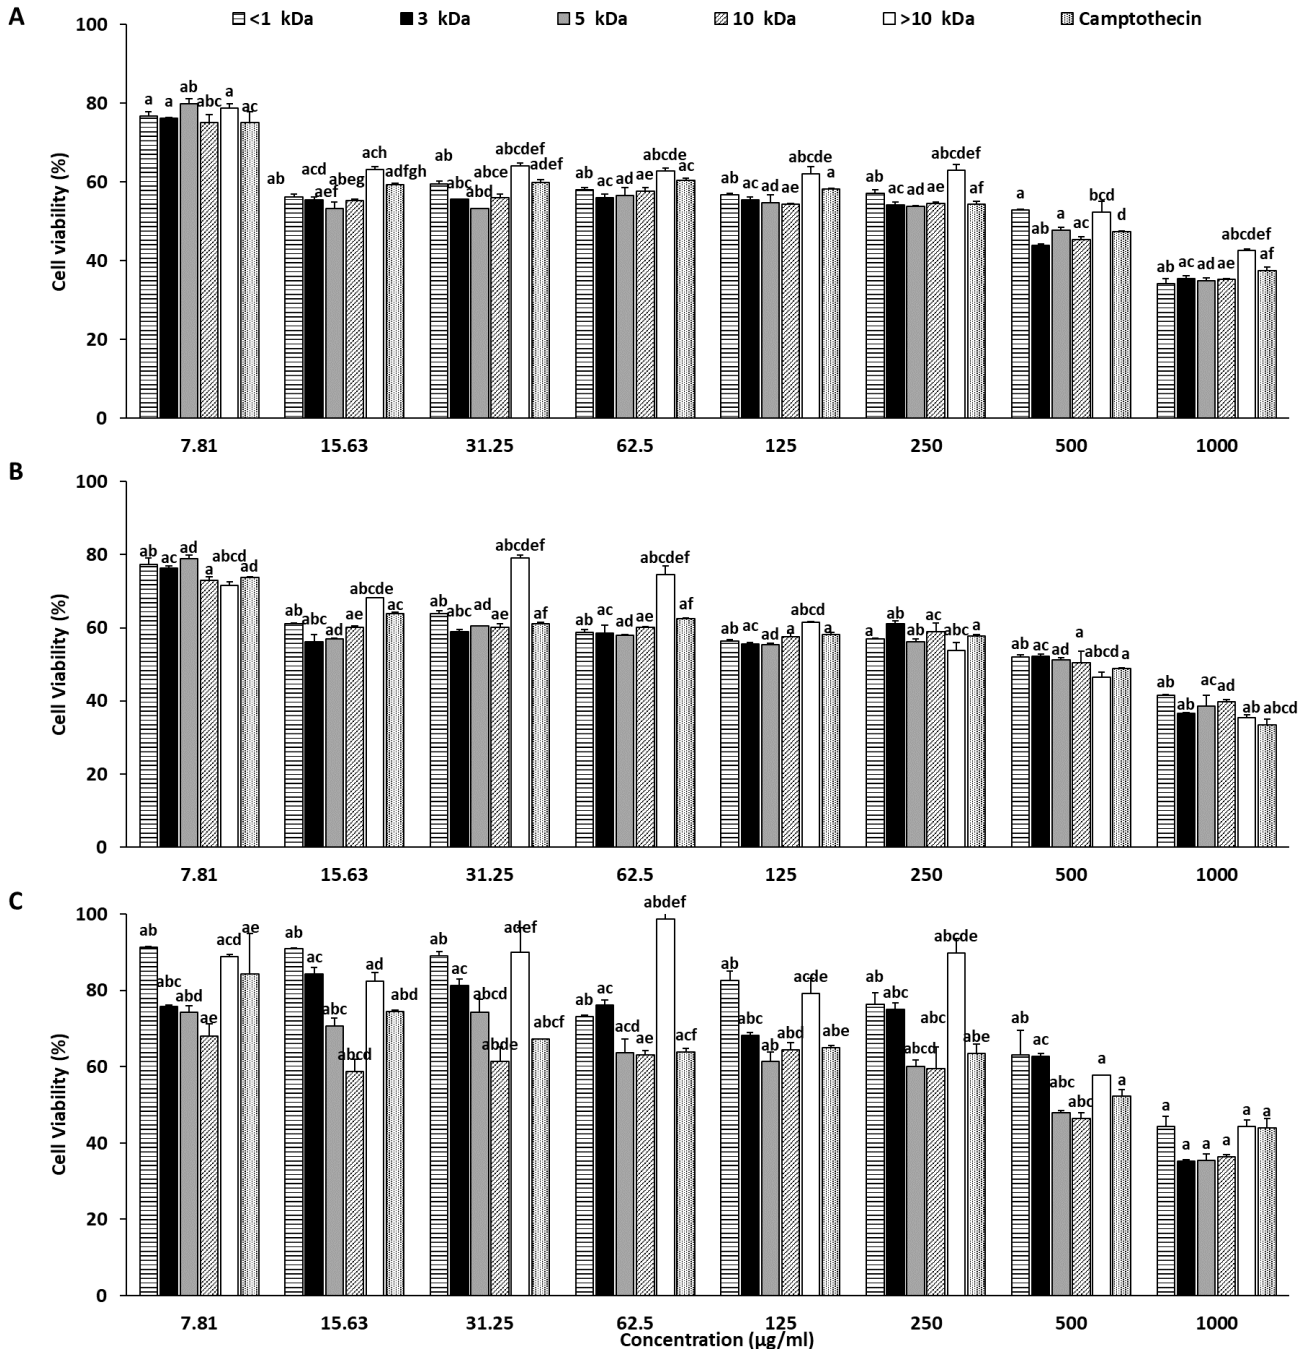 A
<1 kDa 3 kDa 5 kDa 10 kDa >10 kDa Camptothecin
Cell viability (%)
100
80
60
40
20
0
a a ab abc a ac
ab acd aef abeg ach adfgh
ab abc abd abce abcdef adef
ab ac ad ae abcde ac
ab ac ad ae abcde a
ab ac ad ae abcdef af
a ab a ac bcd d
ab ac ad ae abcdef af
7.81 15.63 31.25 62.5 125 250 500 1000
B
Cell Viability (%)
100
80
60
40
20
0
ab ac ad a abcd ad
ab abc ad ae abcde ac
ab abc ad ae abcdef af
ab ac ad ae abcdef af
ab ac ad a abcd a
a ab ab ac abc a
ab ac ad a abcd a
ab ab ac ad ab abcd
7.81 15.63 31.25 62.5 125 250 500 1000
C
Cell Viability (%)
100
80
60
40
20
0
ab abc abd ae acd ae
ab ac abc abcd ad abd
ab ac abcd abde adef abcf
ab ac acd ae abdef acf
ab abc ab abd acde abe
ab abc abcd abc abcde abe
ab ac abc abc a a
a a a a a a
7.81 15.63 31.25 62.5 125 250 500 1000
Concentration (µg/ml)